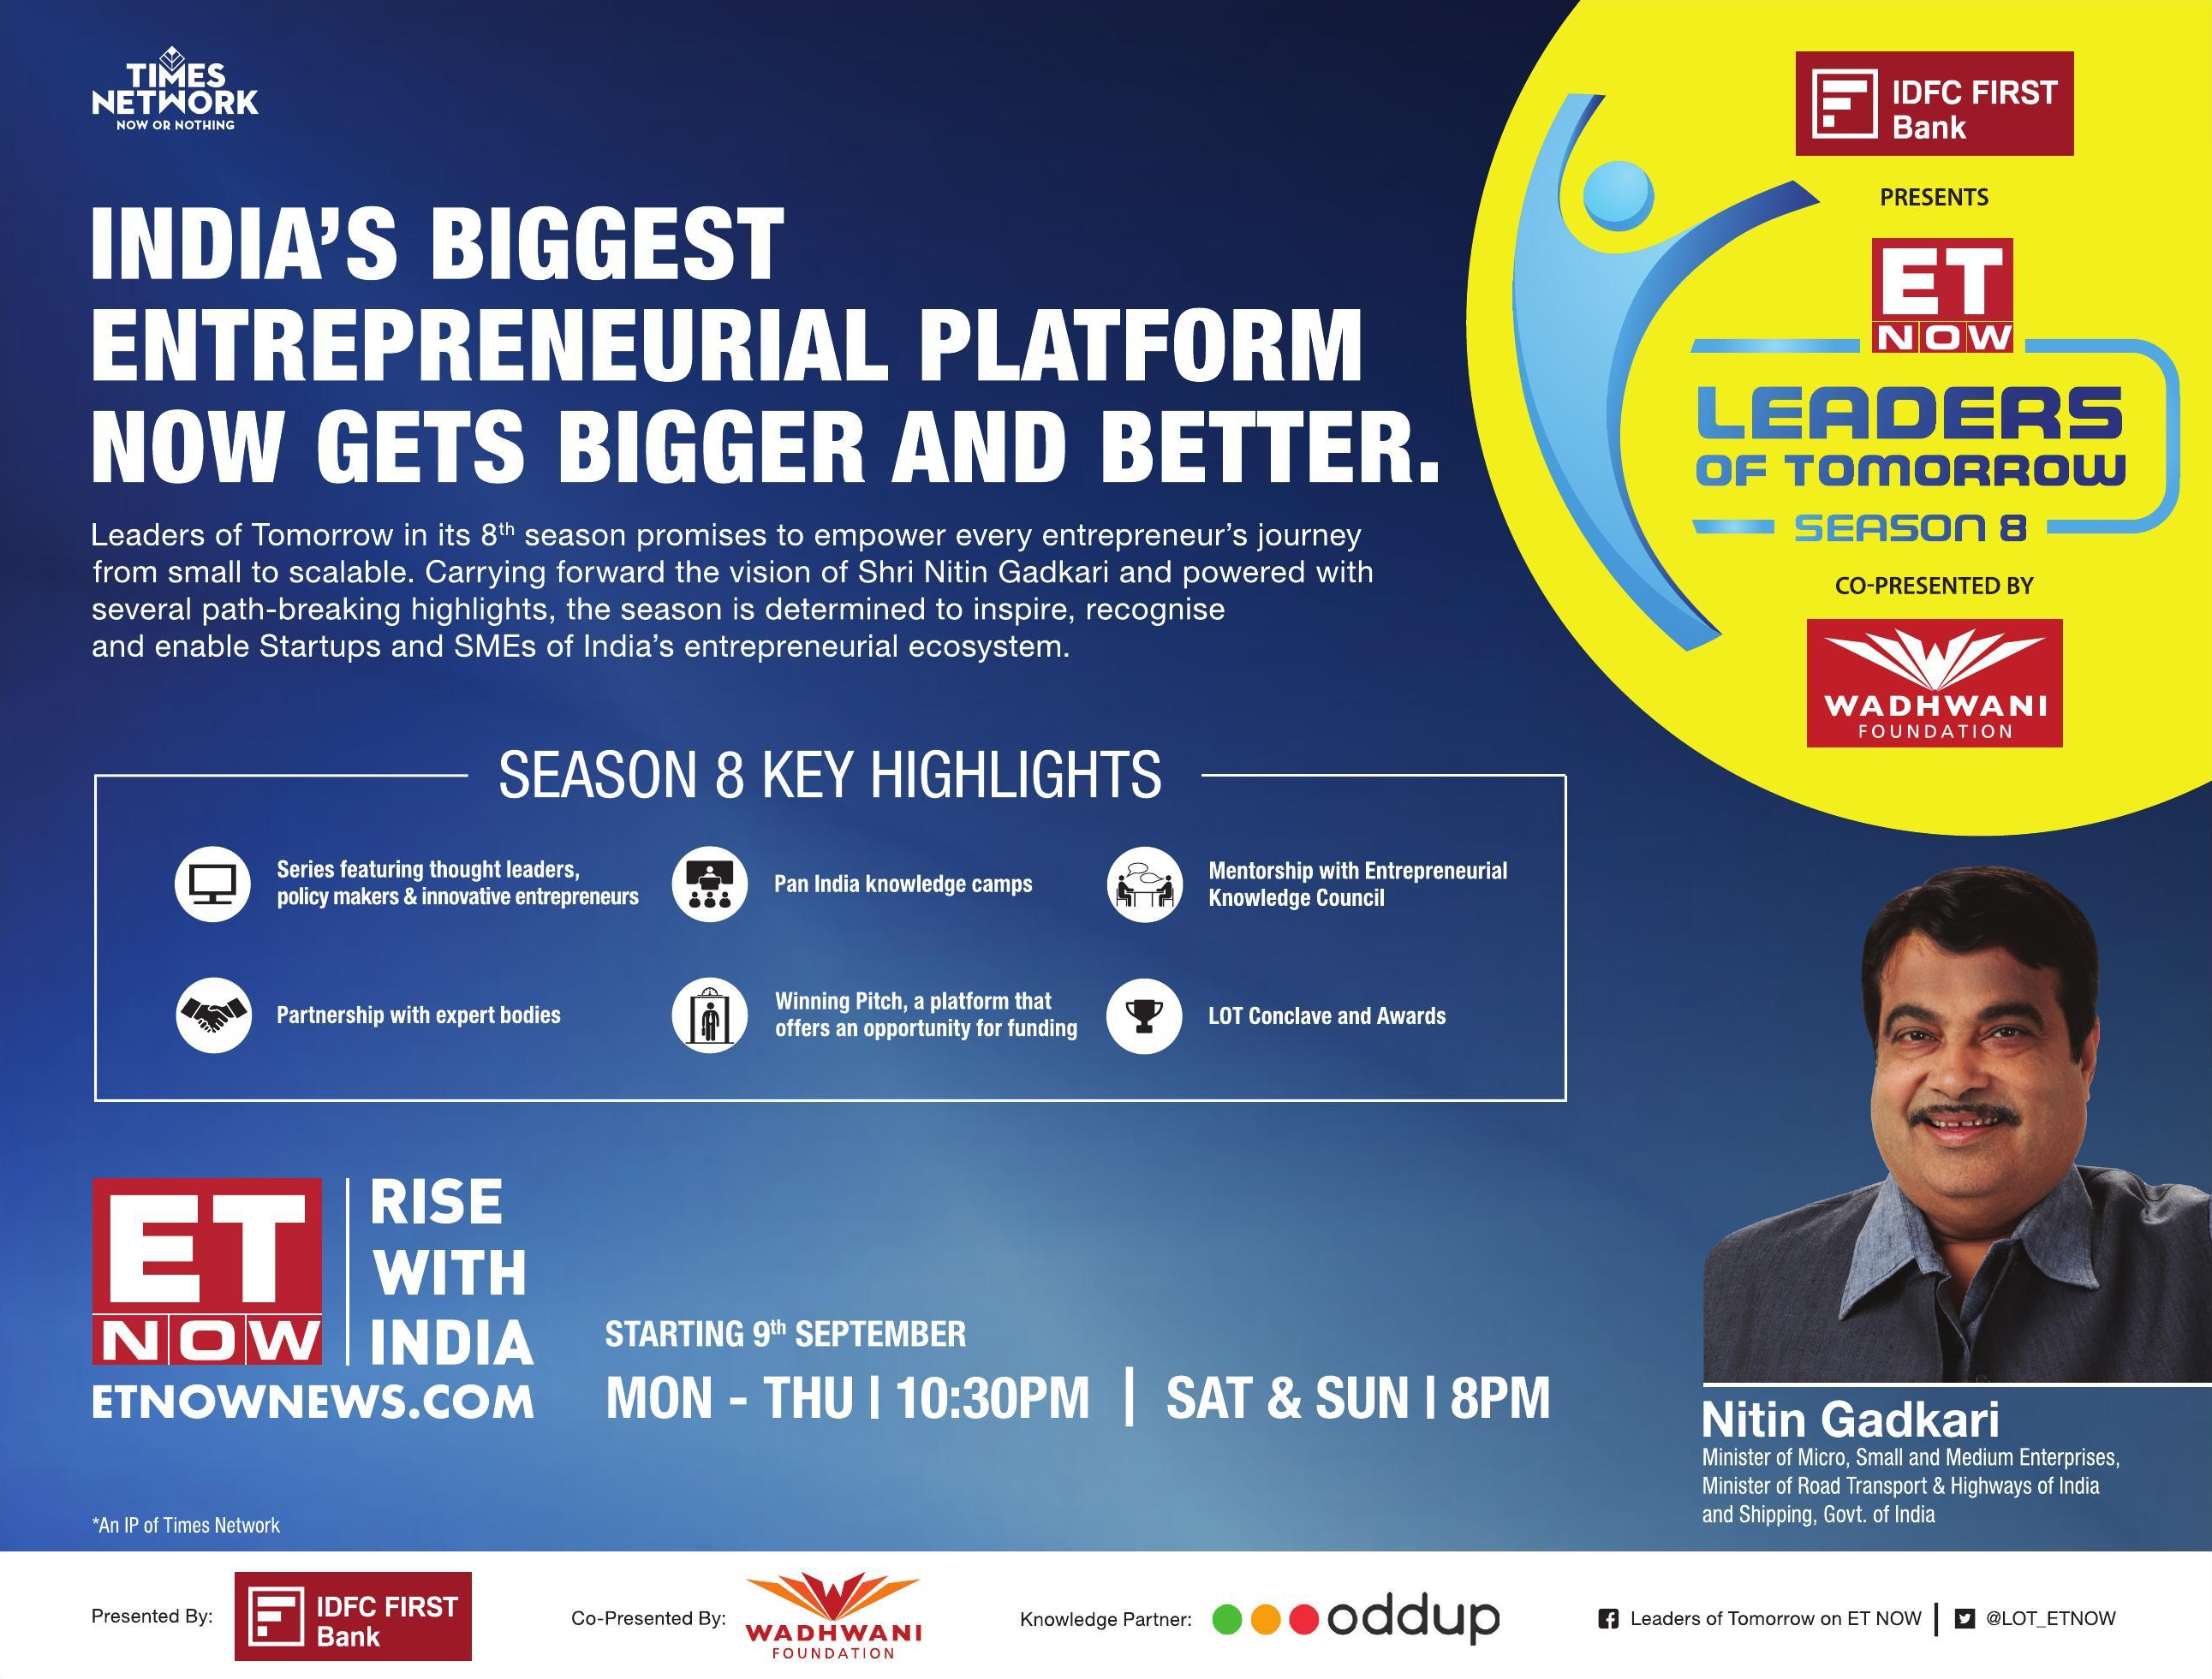 TIMES
NETWORK
NOW OR NOTHING
INDIA'S BIGGEST
ENTREPRENEURIAL PLATFORM
NOW GETS BIGGER AND BETTER.
Leaders of Tomorrow in its 8th season promises to empower every entrepreneur's journey
from small to scalable. Carrying forward the vision of Shri Nitin Gadkari and powered with
several path-breaking highlights, the season is determined to inspire, recognise
and enable Startups and SMEs of India's entrepreneurial ecosystem.
IDFC FIRST
Bank
PRESENTS
ET
NOW
LEADERS
OF TOMORROW
SEASON 8
CO-PRESENTED BY
WADHWANI
FOUNDATION
SEASON 8 KEY HIGHLIGHTS
Series featuring thought leaders,
policy makers & innovative entrepreneurs
Pan India knowledge camps
Mentorship with Entrepreneurial
Knowledge Council
Partnership with expert bodies
Winning Pitch, a platform that
offers an opportunity for funding
LOT Conclave and Awards
ET
NOW
RISE
WITH
INDIA
ETNOWNEWS.COM
STARTING 9th SEPTEMBER
MON - THU | 10:30PM | SAT & SUN | 8PM
Nitin Gadkari
Minister of Micro, Small and Medium Enterprises,
Minister of Road Transport & Highways of India
and Shipping, Govt. of India
*An IP of Times Network
Presented By:
IDFC FIRST
Bank
Co-Presented By:
WADHWANI
FOUNDATION
Knowledge Partner:
oddup
Leaders of Tomorrow on ET NOW | @LOT_ETNOW